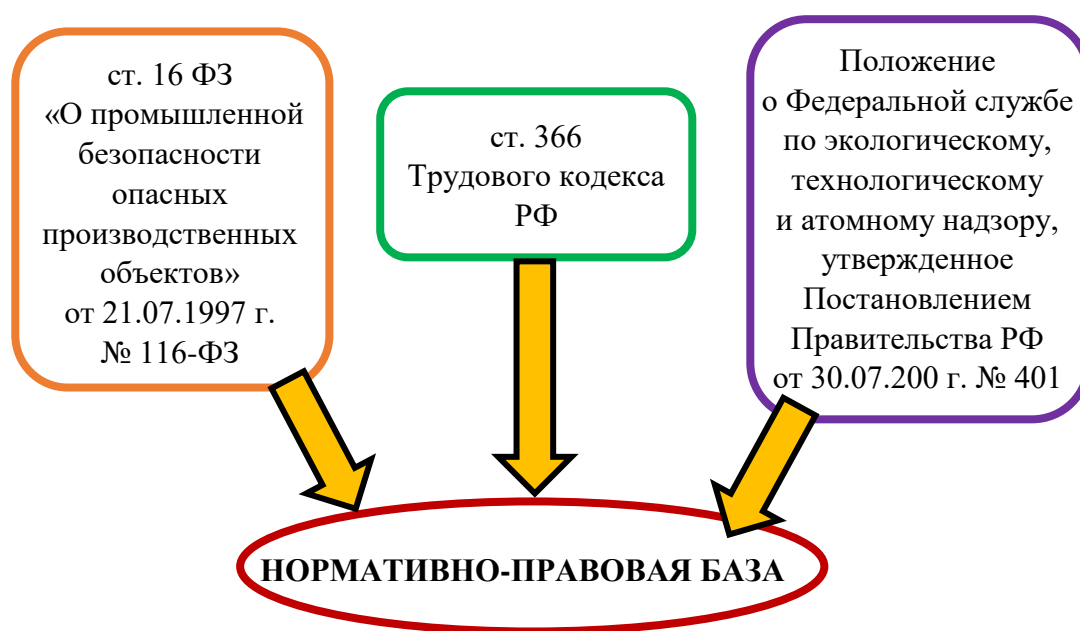 ст. 16 ФЗ
«О промышленной
безопасности
опасных
производственных
объектов»
от 21.07.1997 г.
№ 116-ФЗ
ст. 366
Трудового кодекса
РФ
Положение
о Федеральной службе
по экологическому,
технологическому
и атомному надзору,
утвержденное
Постановлением
Правительства РФ
от 30.07.200 г. № 401
НОРМАТИВНО-ПРАВОВАЯ БАЗА